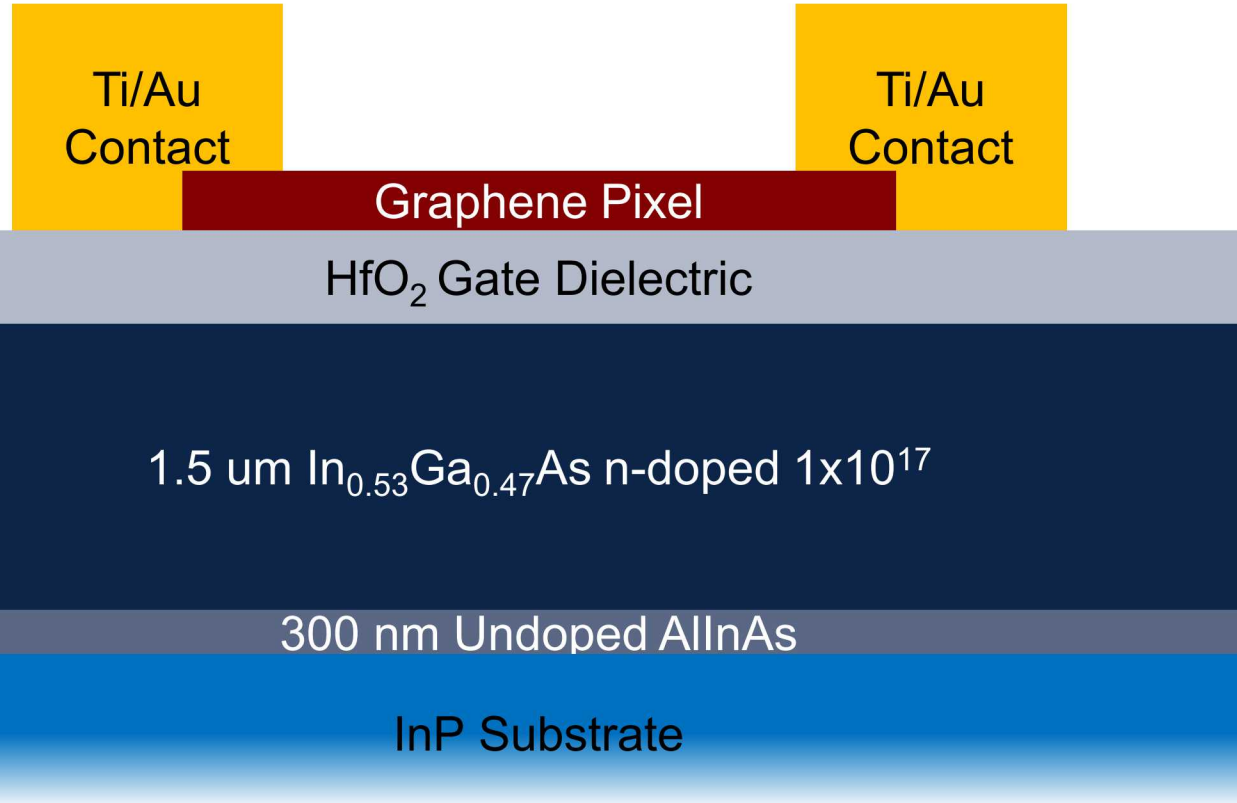 Ti/Au
Contact
Ti/Au
Contact
Graphene Pixel
HfO₂ Gate Dielectric
1.5 um In₀.₅₃Ga₀.₄₇As n-doped 1x10¹⁷
300 nm Undoped AlInAs
InP Substrate